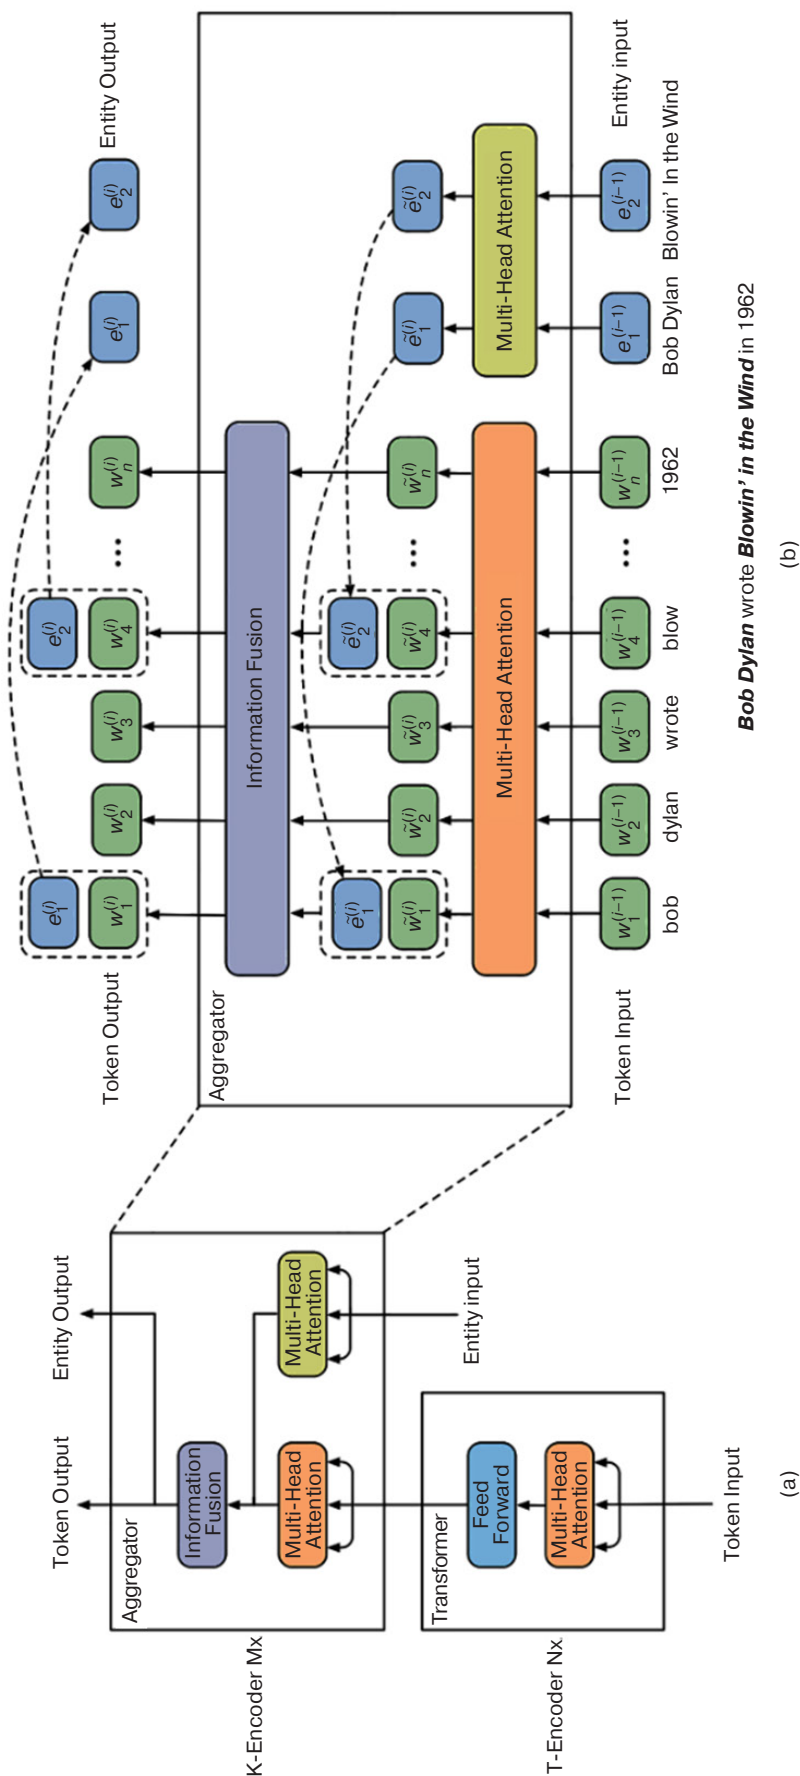 Token Output
Entity Output
Aggregator
Information
Fusion
Multi-Head
Attention
Multi-Head
Attention
K-Encoder Mx
Entity input
Transformer
Feed
Forward
Multi-Head
Attention
T-Encoder Nx
Token Input
(a)
Token Output
Entity Output
e₁⁽ⁱ⁾ e₂⁽ⁱ⁾
w₁⁽ⁱ⁾ w₂⁽ⁱ⁾ w₃⁽ⁱ⁾ w₄⁽ⁱ⁾ ... wₙ⁽ⁱ⁾ e₁⁽ⁱ⁾ e₂⁽ⁱ⁾
Aggregator
Information Fusion
ẽ₁⁽ⁱ⁾ ẽ₂⁽ⁱ⁾
w̃₁⁽ⁱ⁾ w̃₂⁽ⁱ⁾ w̃₃⁽ⁱ⁾ w̃₄⁽ⁱ⁾ ... w̃ₙ⁽ⁱ⁾ ẽ₁⁽ⁱ⁾ ẽ₂⁽ⁱ⁾
Multi-Head Attention
Multi-Head Attention
Token Input
w₁⁽ⁱ⁻¹⁾ w₂⁽ⁱ⁻¹⁾ w₃⁽ⁱ⁻¹⁾ w₄⁽ⁱ⁻¹⁾ ... wₙ⁽ⁱ⁻¹⁾ e₁⁽ⁱ⁻¹⁾ e₂⁽ⁱ⁻¹⁾
Entity input
bob dylan wrote blow 1962 Bob Dylan Blowin’ In the Wind
Bob Dylan wrote Blowin’ in the Wind in 1962
(b)